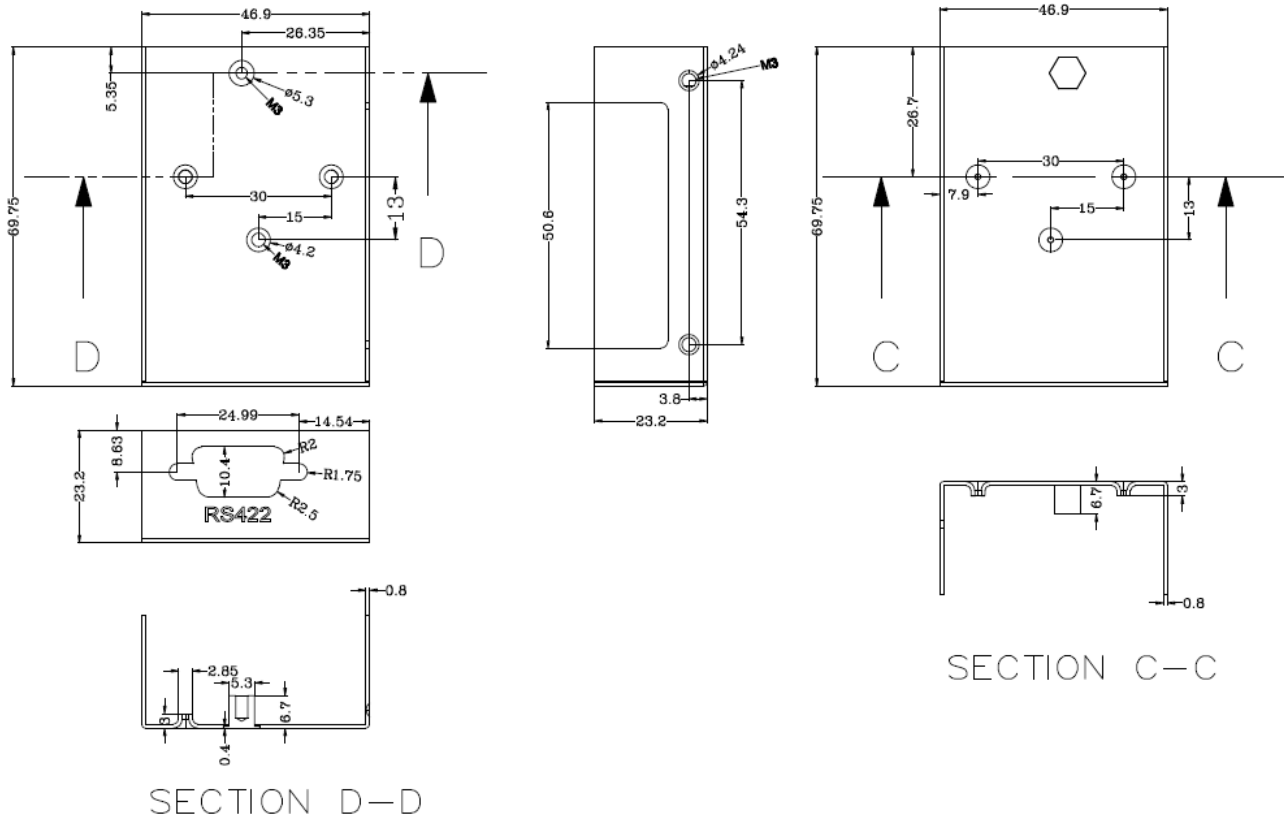 46.9
26.35
5.35
ø5.3
M3
69.75
30
15
13
ø4.2
M3
D
D
ø4.24
M3
50.6
54.3
3.8
23.2
46.9
26.7
69.75
30
7.9
15
13
C
C
24.99
14.54
8.63
23.2
10.4
R2
R1.75
R2.5
RS422
0.8
2.85
5.3
3
6.7
0.4
SECTION D-D
6.7
3
0.8
SECTION C-C